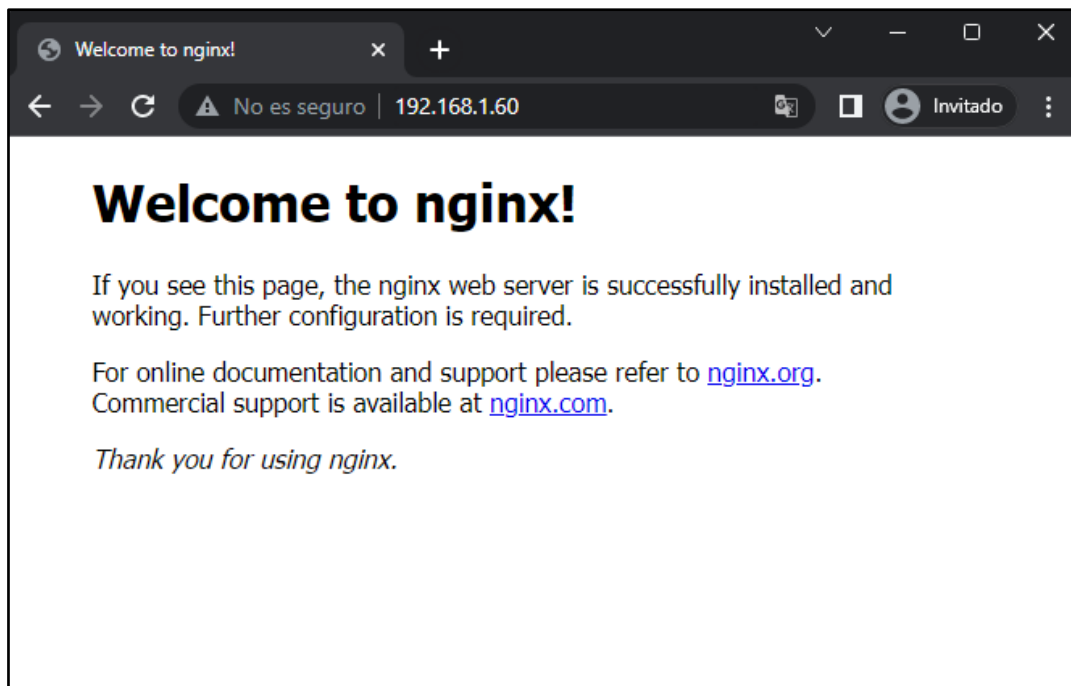 Welcome to nginx!
No es seguro 192.168.1.60 Invitado
Welcome to nginx!
If you see this page, the nginx web server is successfully installed and
working. Further configuration is required.
For online documentation and support please refer to nginx.org.
Commercial support is available at nginx.com.
Thank you for using nginx.